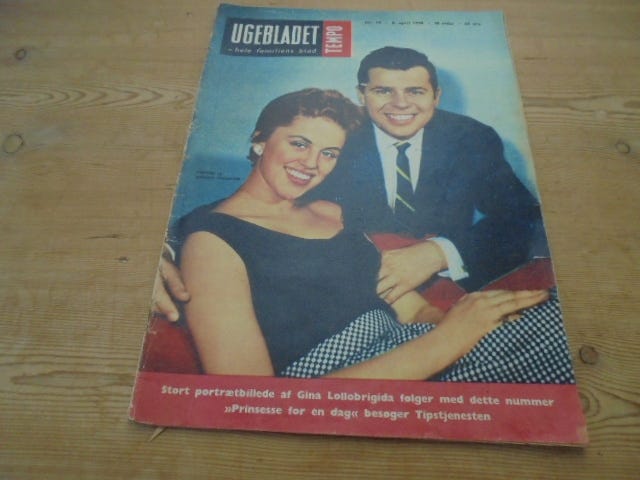 UGEBLADET
TEMPO
– hele familiens blad
april
Stort portrætbillede af Gina Lollobrigida følger med dette nummer
»Prinsesse for en dag« besøger Tipstjenesten